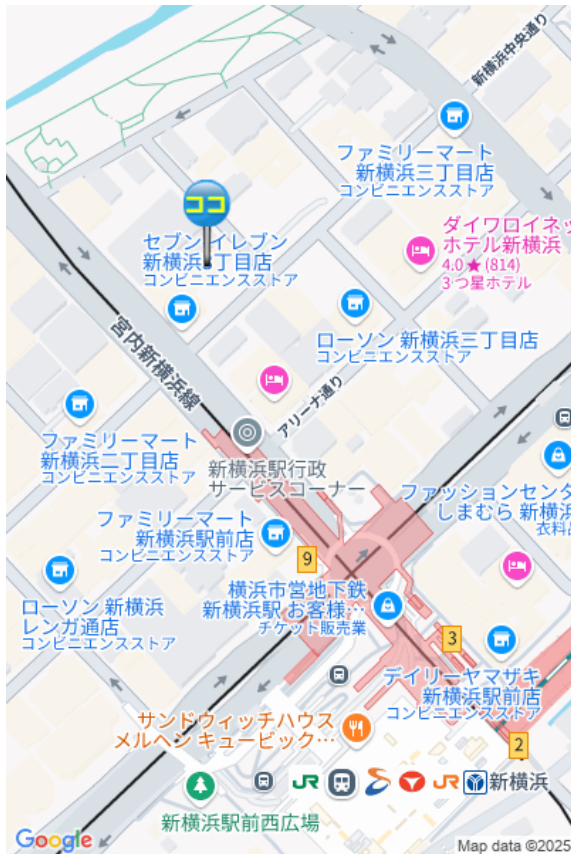 新横浜中央通り
ファミリーマート
新横浜三丁目店
コンビニエンスストア
ココ
ダイワロイネッ
ホテル新横浜
4.0★(814)
3つ星ホテル
セブン-イレブン
新横浜
丁目店
コンビニエンスストア
ローソン 新横浜三丁目店
コンビニエンスストア
宮内新横浜線
アリーナ通り
ファミリーマート
新横浜二丁目店
コンビニエンスストア
新横浜駅行政
サービスコーナー
ファッションセンタ
しまむら 新横浜
衣料品
ファミリーマート
新横浜駅前店
コンビニエンスストア
9
横浜市営地下鉄
新横浜駅 お客様…
チケット販売業
ローソン 新横浜
レンガ通店
コンビニエンスストア
3
デイリーヤマザキ
新横浜駅前店
コンビニエンスストア
サンドウィッチハウス
メルヘン キュービック…
2
JR
JR
新横浜
新横浜駅前西広場
Google
Map data ©2025